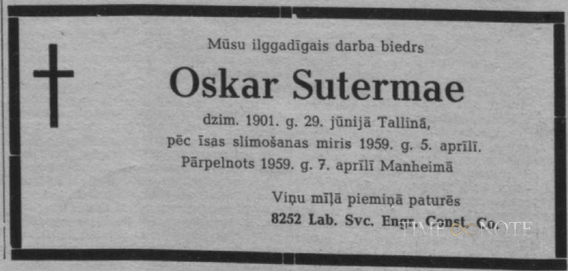 Mūsu ilggadīgais darba biedrs
Oskar Sutermae
dzim. 1901. g. 29. jūnijā Tallinā,
pēc īsas slimošanas miris 1959. g. 5. aprīlī.
Pārpelnots 1959. g. 7. aprīlī Manheimā
Viņu mīļā piemiņā paturēs
8252 Lab. Svc. Engr. Const. Co.
TIMENOTE